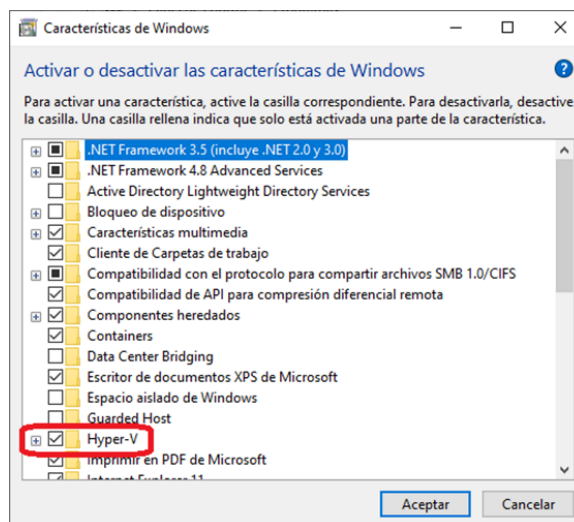 Características de Windows
Activar o desactivar las características de Windows
Para activar una característica, active la casilla correspondiente. Para desactivarla, desactive
la casilla. Una casilla rellena indica que solo está activada una parte de la característica.
.NET Framework 3.5 (incluye .NET 2.0 y 3.0)
.NET Framework 4.8 Advanced Services
Active Directory Lightweight Directory Services
Bloqueo de dispositivo
Características multimedia
Cliente de Carpetas de trabajo
Compatibilidad con el protocolo para compartir archivos SMB 1.0/CIFS
Compatibilidad de API para compresión diferencial remota
Componentes heredados
Containers
Data Center Bridging
Escritor de documentos XPS de Microsoft
Espacio aislado de Windows
Guarded Host
Hyper-V
Imprimir en PDF de Microsoft
Internet Explorer 11
Aceptar
Cancelar